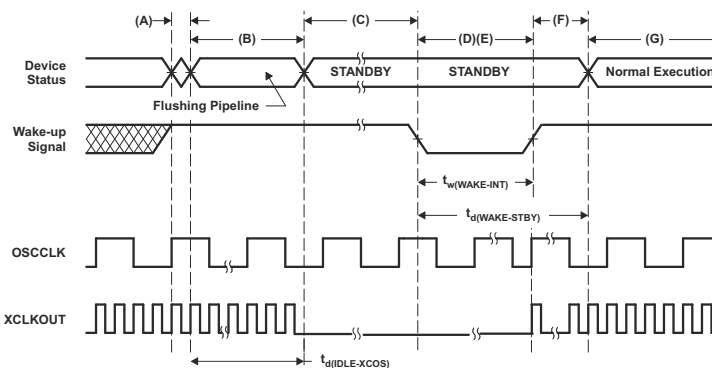 (A)
(B)
(C)
(D)(E)
(F)
(G)
Device
Status
STANDBY
STANDBY
Normal Execution
Flushing Pipeline
Wake-up
Signal
tw(WAKE-INT)
td(WAKE-STBY)
OSCCLK
XCLKOUT
td(IDLE-XCOS)